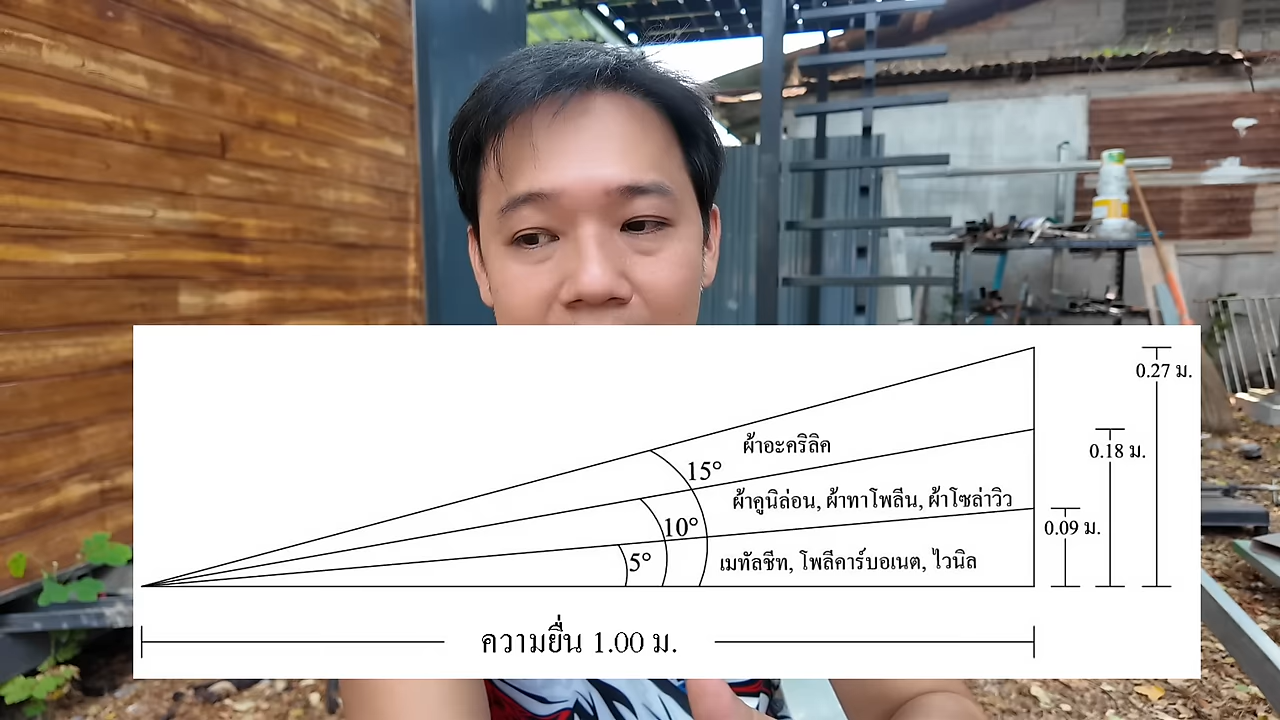 0.27 ม.
ผ้าอะคริลิค
0.18 ม.
15°
ผ้าคูนิล่อน, ผ้าทาโพลีน, ผ้าโซล่าวิว
10°
0.09 ม.
5°
เมทัลชีท, โพลีคาร์บอเนต, ไวนิล
ความยื่น 1.00 ม.